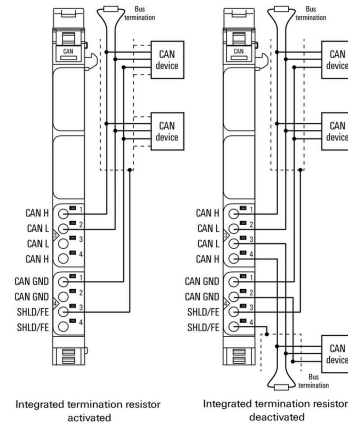 Bus
termination
CAN
CAN
device
CAN
device
CAN H
1
CAN L
2
CAN L
3
CAN H
4
CAN GND
1
CAN GND
2
SHLD/FE
3
SHLD/FE
4
Integrated termination resistor
activated
Bus
termination
CAN
CAN
device
CAN
device
CAN H
1
CAN L
2
CAN L
3
CAN H
4
CAN GND
1
CAN GND
2
SHLD/FE
3
SHLD/FE
4
CAN
device
Bus
termination
Integrated termination resistor
deactivated